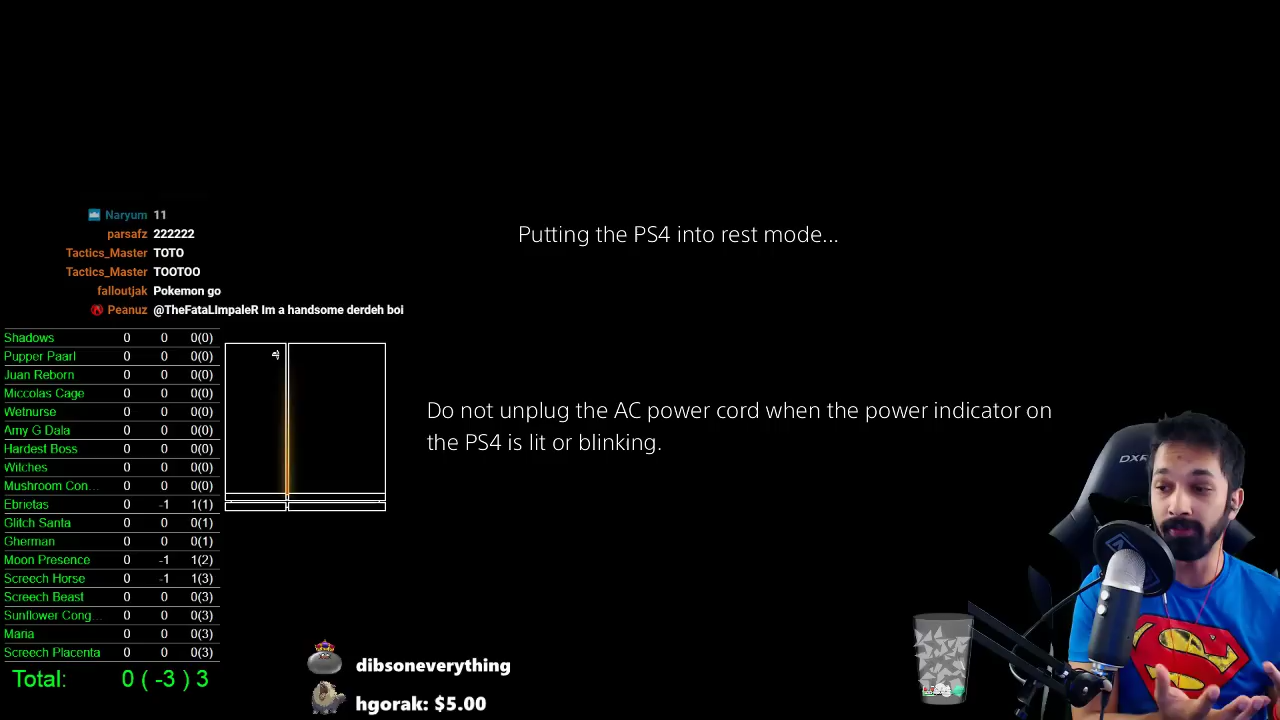 Naryum 11
parsafz 222222
Tactics_Master TOTO
Tactics_Master TOOTOO
falloutjak Pokemon go
Peanuz @TheFataLImpaleR Im a handsome derdeh boi
Putting the PS4 into rest mode...
Do not unplug the AC power cord when the power indicator on
the PS4 is lit or blinking.
Shadows 0 0 0(0)
Pupper Paarl 0 0 0(0)
Juan Reborn 0 0 0(0)
Miccolas Cage 0 0 0(0)
Wetnurse 0 0 0(0)
Amy G Dala 0 0 0(0)
Hardest Boss 0 0 0(0)
Witches 0 0 0(0)
Mushroom Con... 0 0 0(0)
Ebrietas 0 -1 1(1)
Glitch Santa 0 0 0(1)
Gherman 0 0 0(1)
Moon Presence 0 -1 1(2)
Screech Horse 0 -1 1(3)
Screech Beast 0 0 0(3)
Sunflower Cong... 0 0 0(3)
Maria 0 0 0(3)
Screech Placenta 0 0 0(3)
Total: 0 ( -3 ) 3
dibsoneverything
hgorak: $5.00